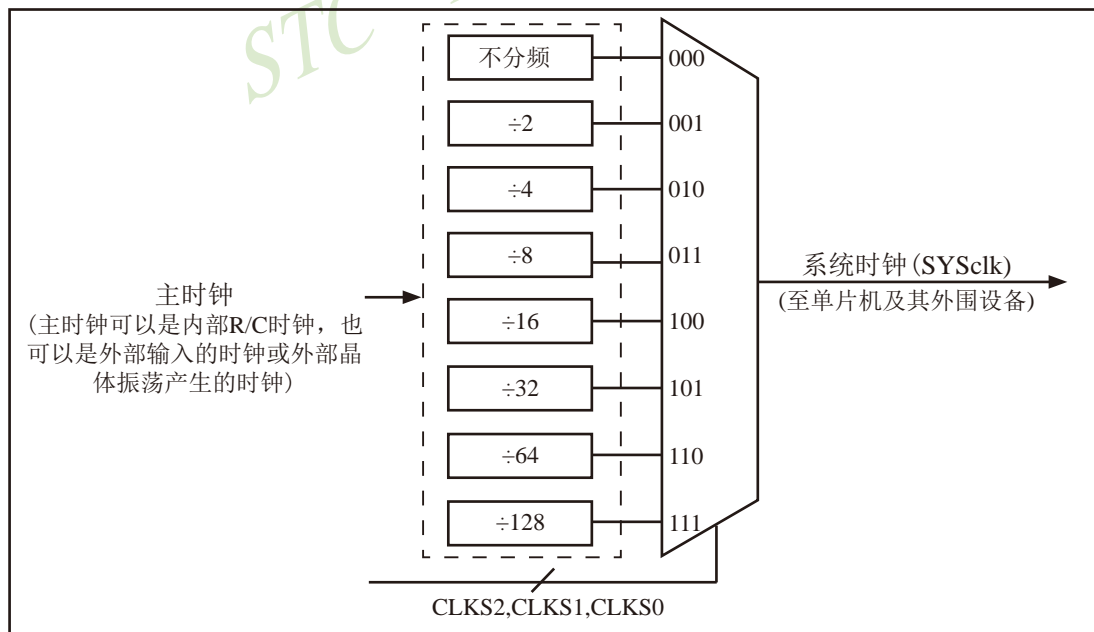 STC
不分频
000
÷2
001
÷4
010
÷8
011
÷16
100
÷32
101
÷64
110
÷128
111
主时钟
(主时钟可以是内部R/C时钟，也
可以是外部输入的时钟或外部晶
体振荡产生的时钟)
系统时钟(SYSclk)
(至单片机及其外围设备)
CLKS2,CLKS1,CLKS0